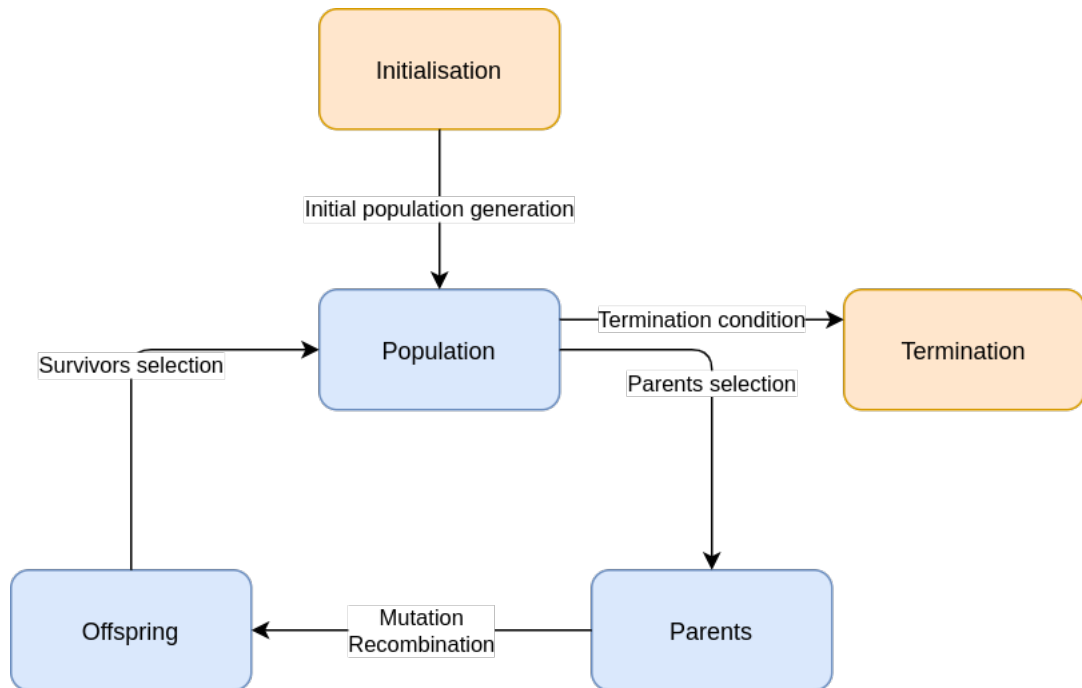 Initialisation
Initial population generation
Population
Termination condition
Termination
Survivors selection
Parents selection
Offspring
Mutation
Recombination
Parents